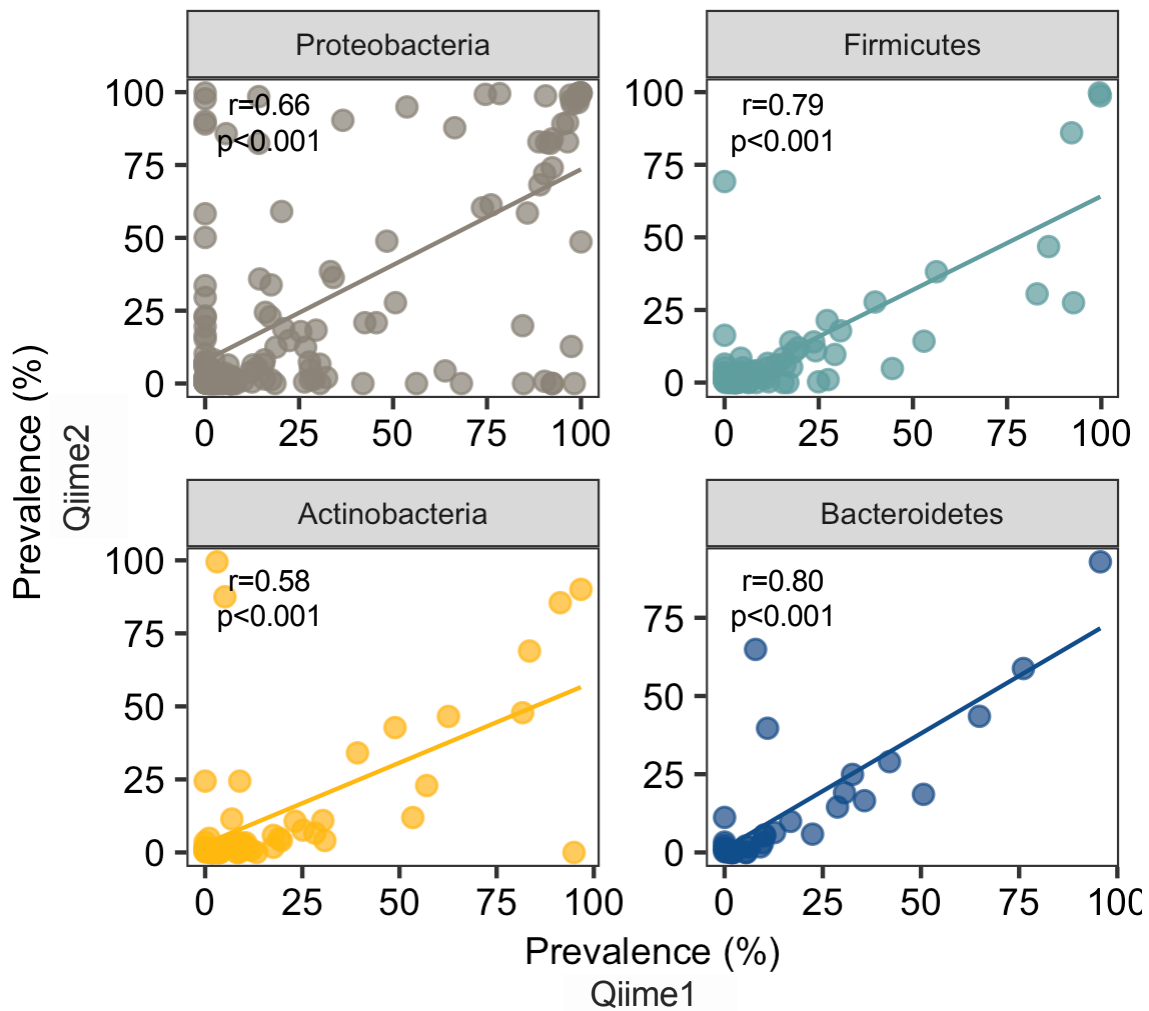 Proteobacteria
r=0.66
p<0.001
100
75
50
25
0
0 25 50 75 100
Firmicutes
r=0.79
p<0.001
100
75
50
25
0
0 25 50 75 100
Actinobacteria
r=0.58
p<0.001
100
75
50
25
0
0 25 50 75 100
Bacteroidetes
r=0.80
p<0.001
75
50
25
0
0 25 50 75 100
Prevalence (%)
Qiime2
Prevalence (%)
Qiime1